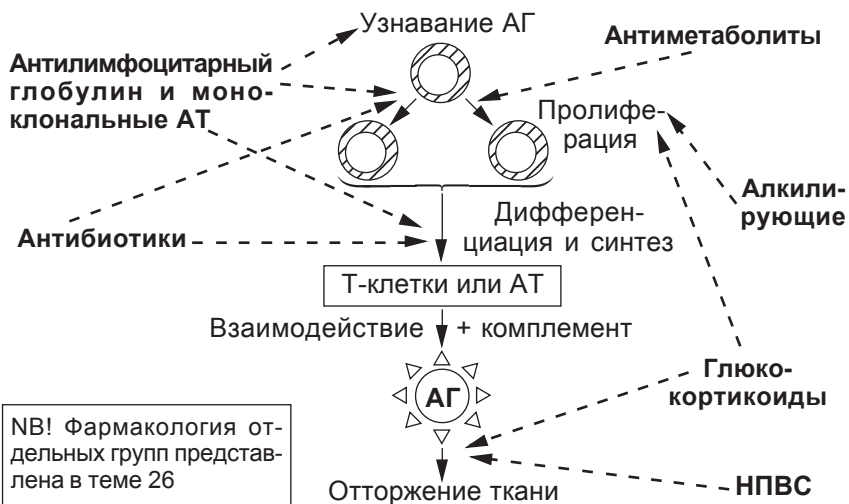 Узнавание АГ
Антиметаболиты
Антилимфоцитарный
глобулин и моно-
клональные АТ
Пролифе-
рация
Алкили-
рующие
Дифферен-
циация и синтез
Антибиотики
Т-клетки или АТ
Взаимодействие + комплемент
Глюко-
кортикоиды
АГ
NB! Фармакология от-
дельных групп представ-
лена в теме 26
Отторжение ткани
НПВС